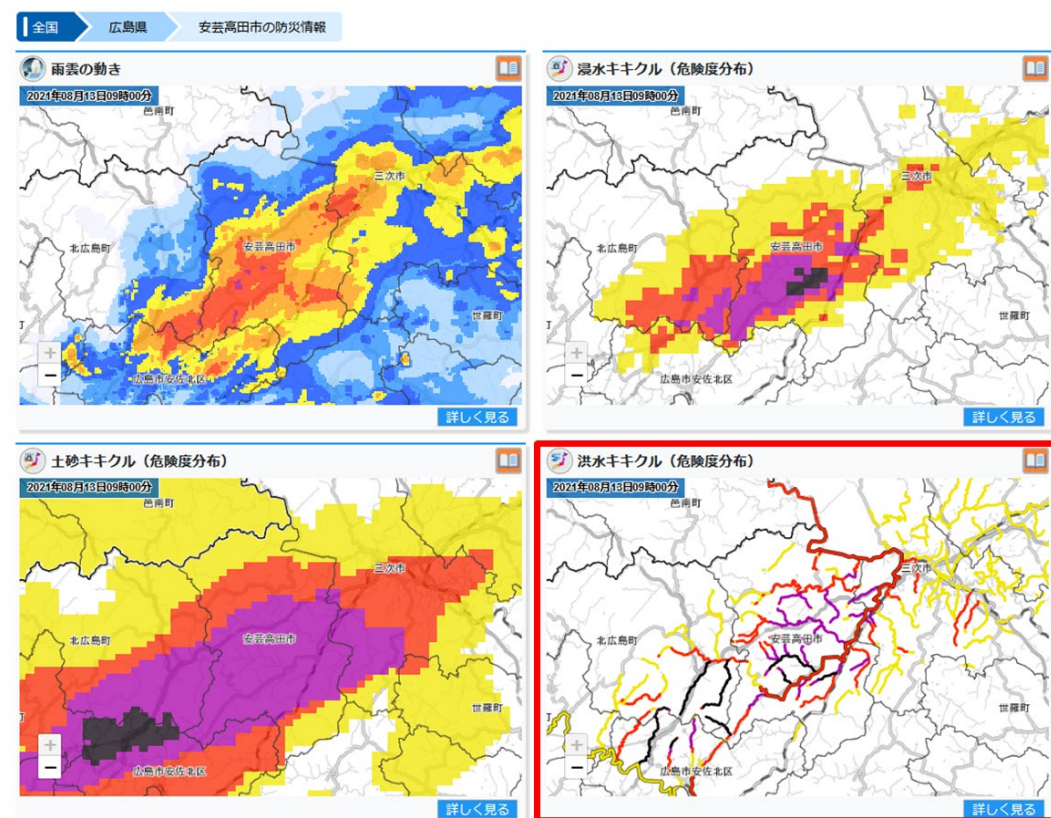 全国 広島県 安芸高田市の防災情報
雨雲の動き
2021年08月13日09時00分
邑南町
三次市
北広島町
安芸高田市
世羅町
広島市安佐北区
+
−
詳しく見る
浸水キキクル（危険度分布）
2021年08月13日09時00分
邑南町
三次市
北広島町
安芸高田市
世羅町
広島市安佐北区
+
−
詳しく見る
土砂キキクル（危険度分布）
2021年08月13日09時00分
邑南町
三次市
北広島町
安芸高田市
世羅町
広島市安佐北区
+
−
詳しく見る
洪水キキクル（危険度分布）
2021年08月13日09時00分
邑南町
三次市
北広島町
安芸高田市
世羅町
広島市安佐北区
+
−
詳しく見る